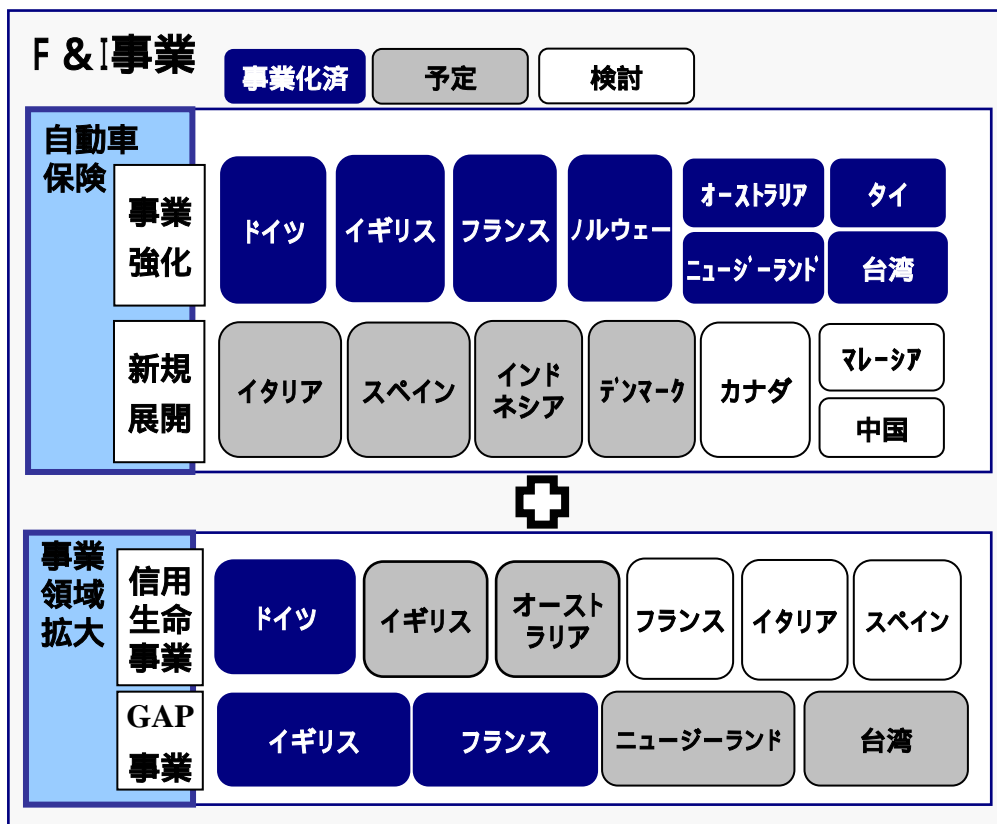 F＆I事業
事業化済
予定
検討
自動車
保険
事業
強化
ドイツ
イギリス
フランス
ノルウェー
オーストラリア
タイ
ニュージーランド
台湾
新規
展開
イタリア
スペイン
インド
ネシア
デンマーク
カナダ
マレーシア
中国
事業
領域
拡大
信用
生命
事業
ドイツ
イギリス
オースト
ラリア
フランス
イタリア
スペイン
GAP
事業
イギリス
フランス
ニュージーランド
台湾